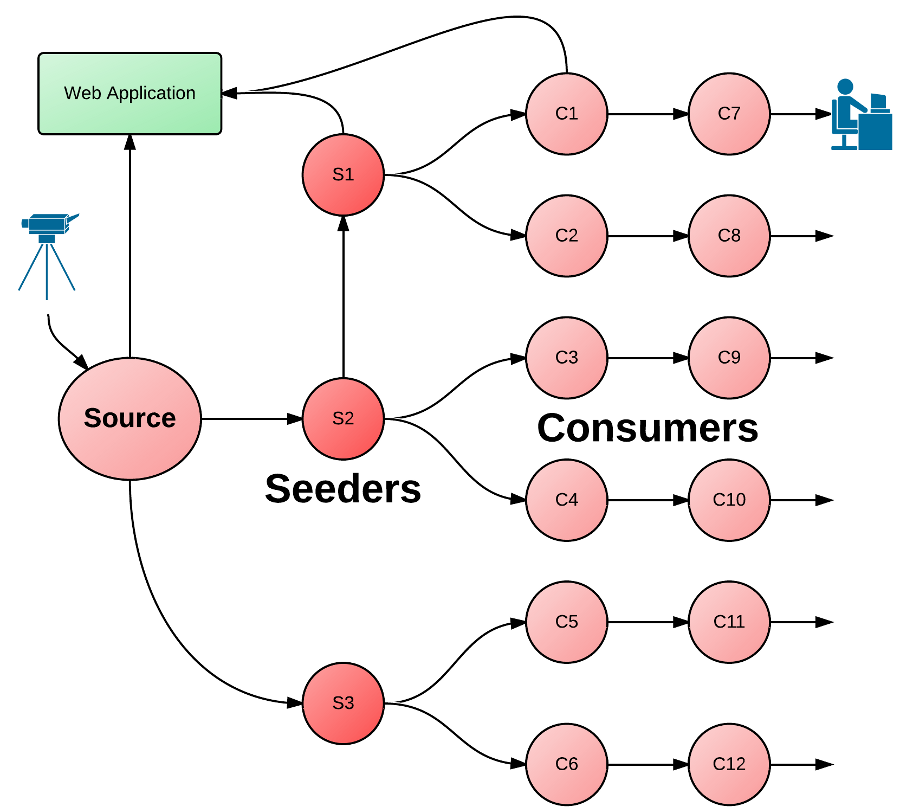 Web Application
C1
C7
S1
C2
C8
C3
C9
Source
S2
Consumers
Seeders
C4
C10
C5
C11
S3
C6
C12